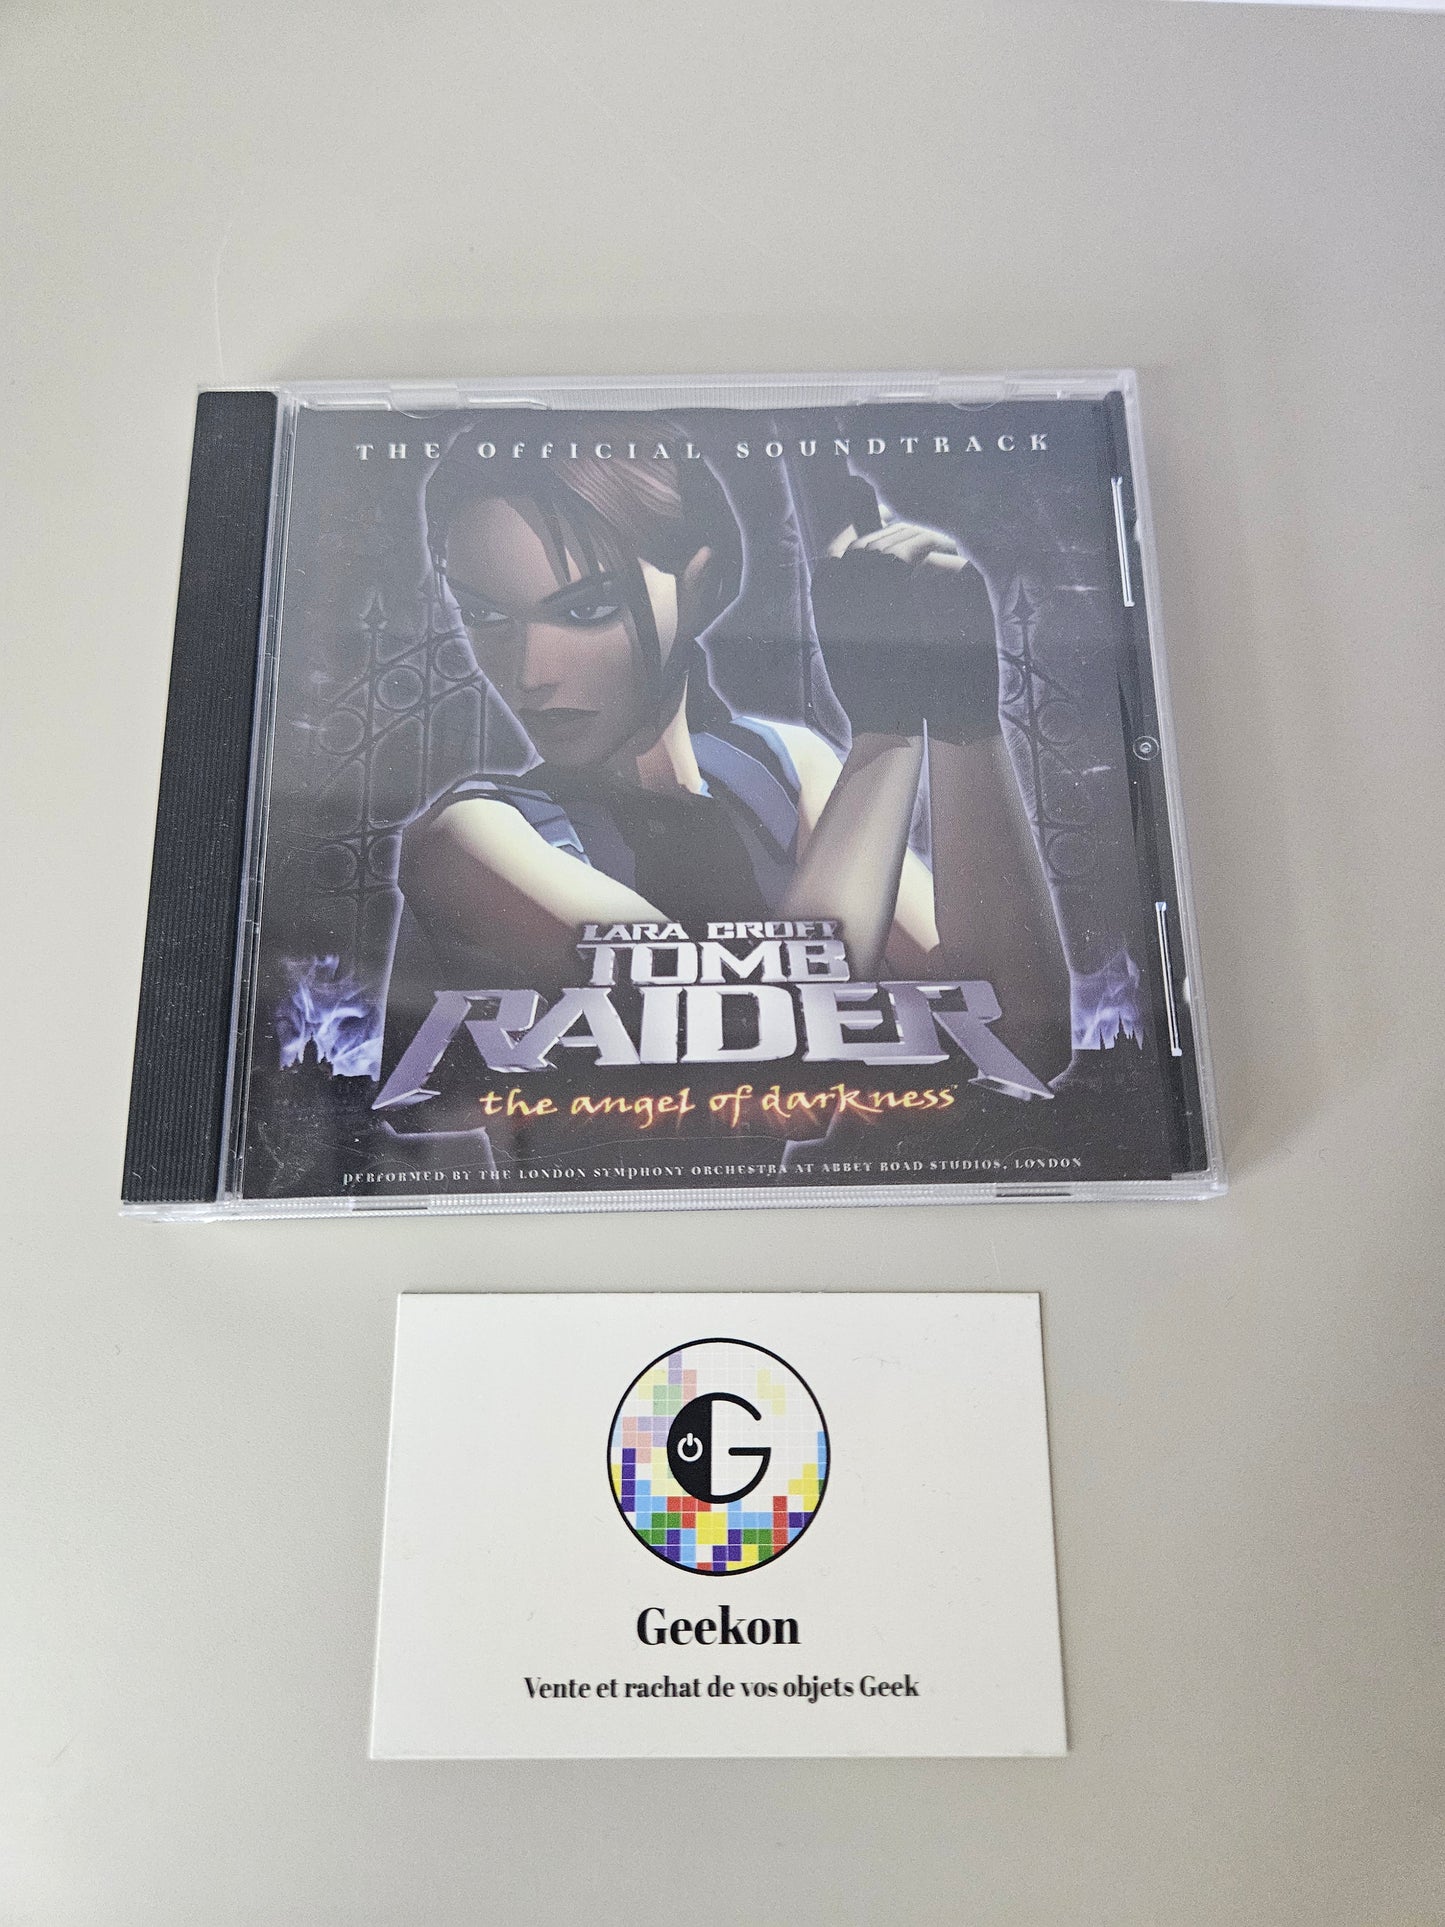 THE OFFICIAL SOUNDTRACK
LARA CROFT
TOMB
RAIDER
the angel of darkness™
PERFORMED BY THE LONDON SYMPHONY ORCHESTRA AT ABBEY ROAD STUDIOS, LONDON
G
Geekon
Vente et rachat de vos objets Geek